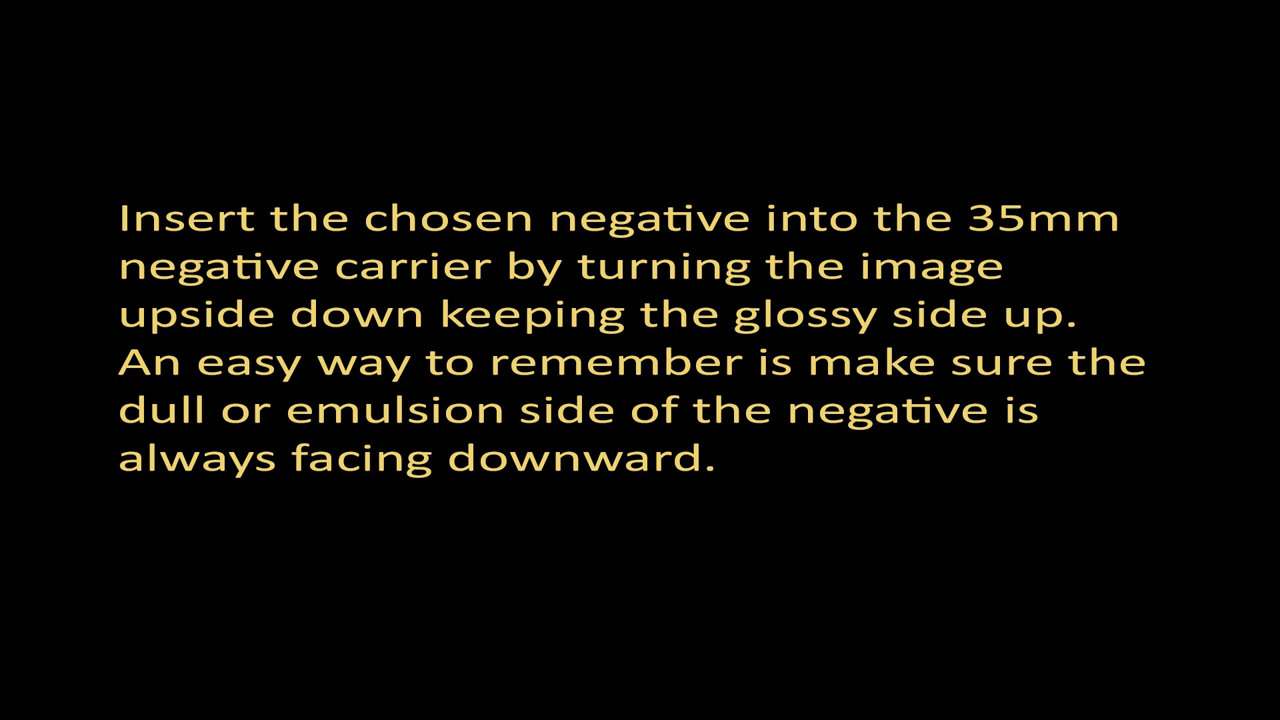 Insert the chosen negative into the 35mm
negative carrier by turning the image
upside down keeping the glossy side up.
An easy way to remember is make sure the
dull or emulsion side of the negative is
always facing downward.